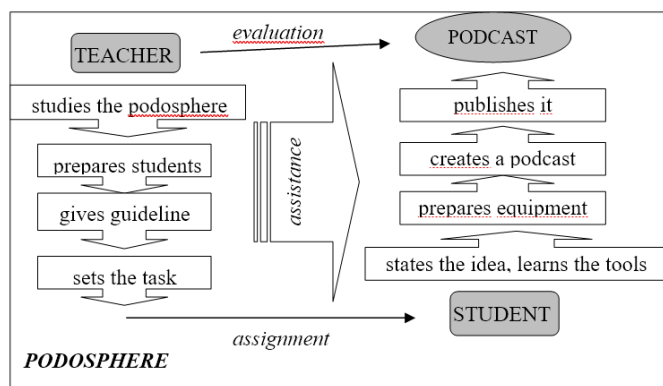 evaluation
TEACHER
PODCAST
studies the podosphere
publishes it
prepares students
creates a podcast
assistance
gives guideline
prepares equipment
sets the task
states the idea, learns the tools
STUDENT
assignment
PODOSPHERE